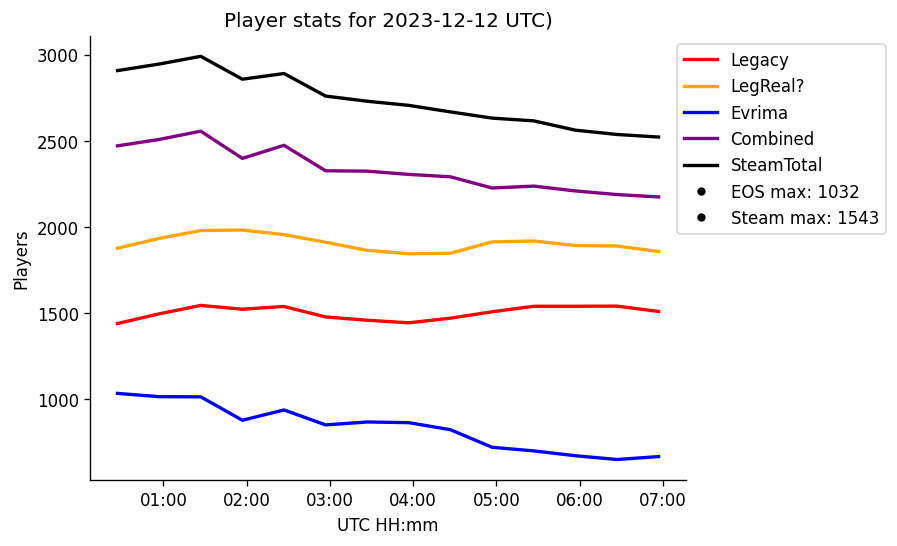 Player stats for 2023-12-12 UTC)
3000
2500
2000
1500
1000
Players
01:00 02:00 03:00 04:00 05:00 06:00 07:00
UTC HH:mm
Legacy
LegReal?
Evrima
Combined
SteamTotal
EOS max: 1032
Steam max: 1543